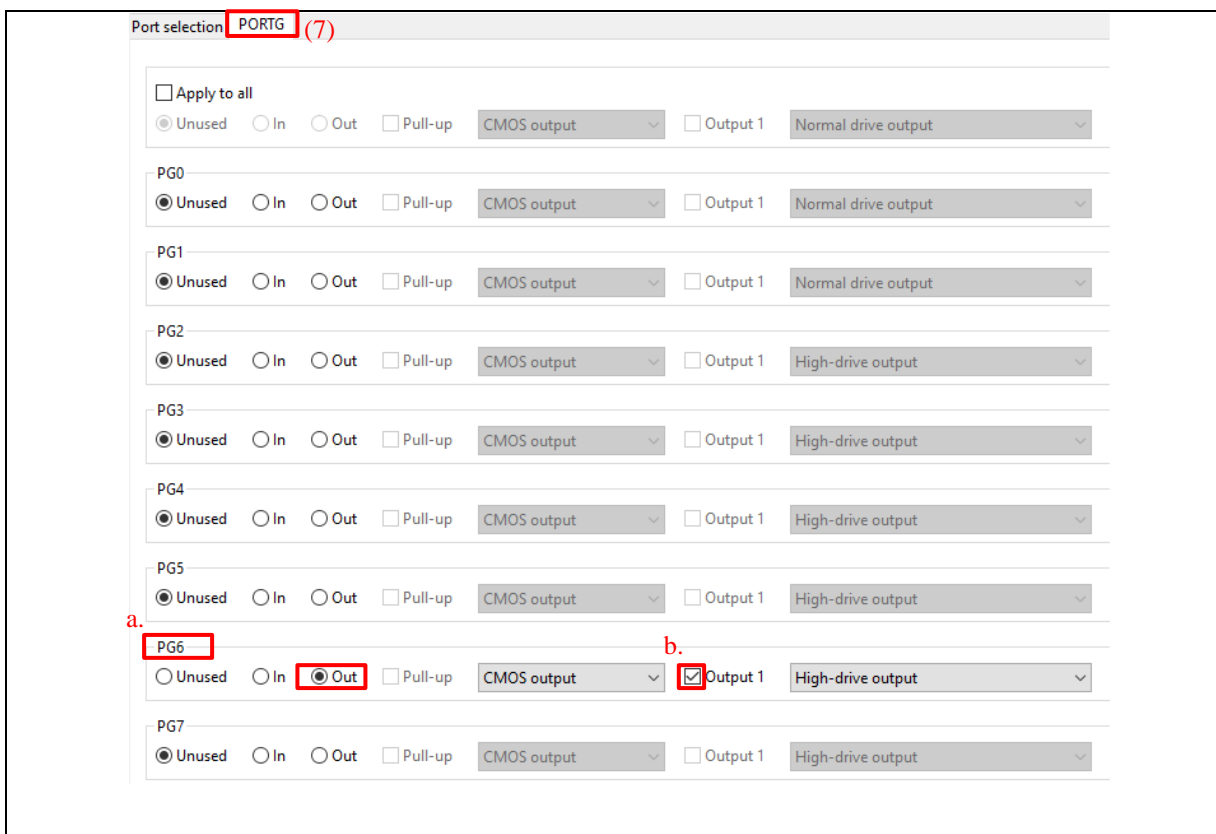 Port selection PORTG (7)
Apply to all
Unused In Out Pull-up CMOS output Output 1 Normal drive output
PG0
Unused In Out Pull-up CMOS output Output 1 Normal drive output
PG1
Unused In Out Pull-up CMOS output Output 1 Normal drive output
PG2
Unused In Out Pull-up CMOS output Output 1 High-drive output
PG3
Unused In Out Pull-up CMOS output Output 1 High-drive output
PG4
Unused In Out Pull-up CMOS output Output 1 High-drive output
PG5
Unused In Out Pull-up CMOS output Output 1 High-drive output
a.
PG6 b.
Unused In Out Pull-up CMOS output Output 1 High-drive output
PG7
Unused In Out Pull-up CMOS output Output 1 High-drive output